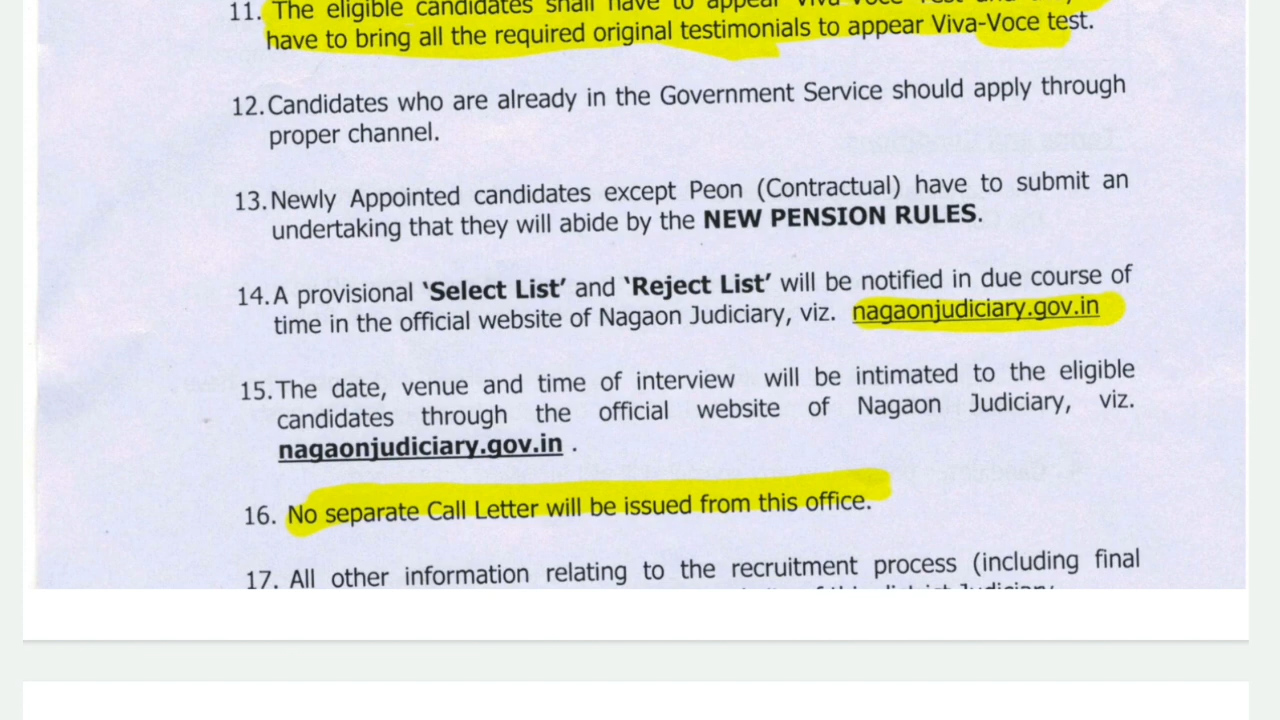 11. The eligible candidates shall have to appear Viva-Voce Test and
have to bring all the required original testimonials to appear Viva-Voce test.
12. Candidates who are already in the Government Service should apply through
proper channel.
13. Newly Appointed candidates except Peon (Contractual) have to submit an
undertaking that they will abide by the NEW PENSION RULES.
14. A provisional ‘Select List’ and ‘Reject List’ will be notified in due course of
time in the official website of Nagaon Judiciary, viz. nagaonjudiciary.gov.in
15. The date, venue and time of interview will be intimated to the eligible
candidates through the official website of Nagaon Judiciary, viz.
nagaonjudiciary.gov.in .
16. No separate Call Letter will be issued from this office.
17. All other information relating to the recruitment process (including final